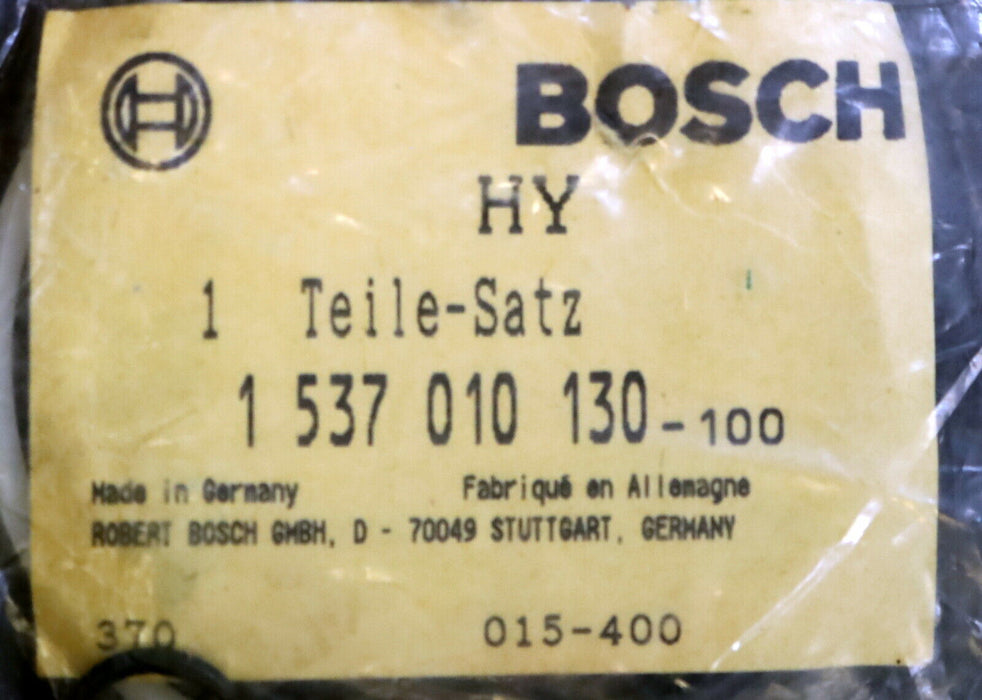 BOSCH
HY
1 Teile-Satz
1 537 010 130-100
Made in Germany Fabriqué en Allemagne
ROBERT BOSCH GMBH, D - 70049 STUTTGART, GERMANY
370 015-400